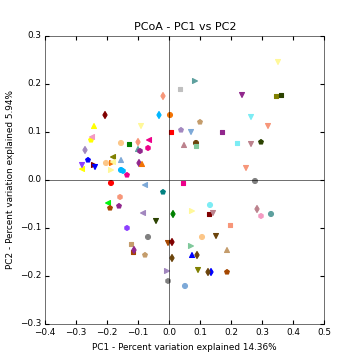 PCoA - PC1 vs PC2
0.3
0.2
0.1
0.0
−0.1
−0.2
−0.3
PC2 - Percent variation explained 5.94%
−0.4 −0.3 −0.2 −0.1 0.0 0.1 0.2 0.3 0.4 0.5
PC1 - Percent variation explained 14.36%